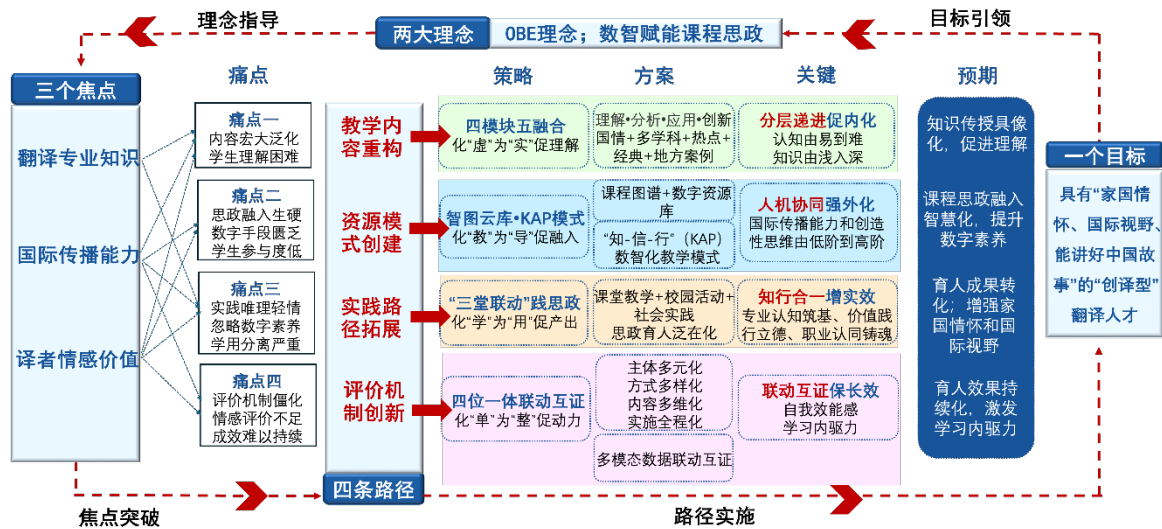 理念指导
两大理念
OBE理念；数智赋能课程思政
目标引领
三个焦点
翻译专业知识
国际传播能力
译者情感价值
痛点
痛点一
内容宏大泛化
学生理解困难
痛点二
思政融入生硬
数字手段匮乏
学生参与度低
痛点三
实践唯理轻情
忽略数字素养
学用分离严重
痛点四
评价机制僵化
情感评价不足
成效难以持续
教学内
容重构
资源模
式创建
实践路
径拓展
评价机
制创新
四条路径
策略
方案
关键
预期
四模块五融合
化“虚”为“实”促理解
理解•分析•应用•创新
国情+多学科+热点+
经典+地方案例
分层递进促内化
认知由易到难
知识由浅入深
知识传授具像
化，促进理解
智图云库•KAP模式
化“教”为“导”促融入
课程图谱+数字资源
库
“知-信-行”（KAP）
数智化教学模式
人机协同强外化
国际传播能力和创造
性思维由低阶到高阶
课程思政融入
智慧化，提升
数字素养
“三堂联动”践思政
化“学”为“用”促产出
课堂教学+校园活动+
社会实践
思政育人泛在化
知行合一增实效
专业认知筑基、价值践
行立德、职业认同铸魂
育人成果转
化；增强家
国情怀和国
际视野
四位一体联动互证
化“单”为“整”促动力
主体多元化
方式多样化
内容多维化
实施全程化
多模态数据联动互证
联动互证保长效
自我效能感
学习内驱力
育人效果持
续化，激发
学习内驱力
一个目标
具有“家国情
怀、国际视野、
能讲好中国故
事”的“创译型”
翻译人才
焦点突破
路径实施